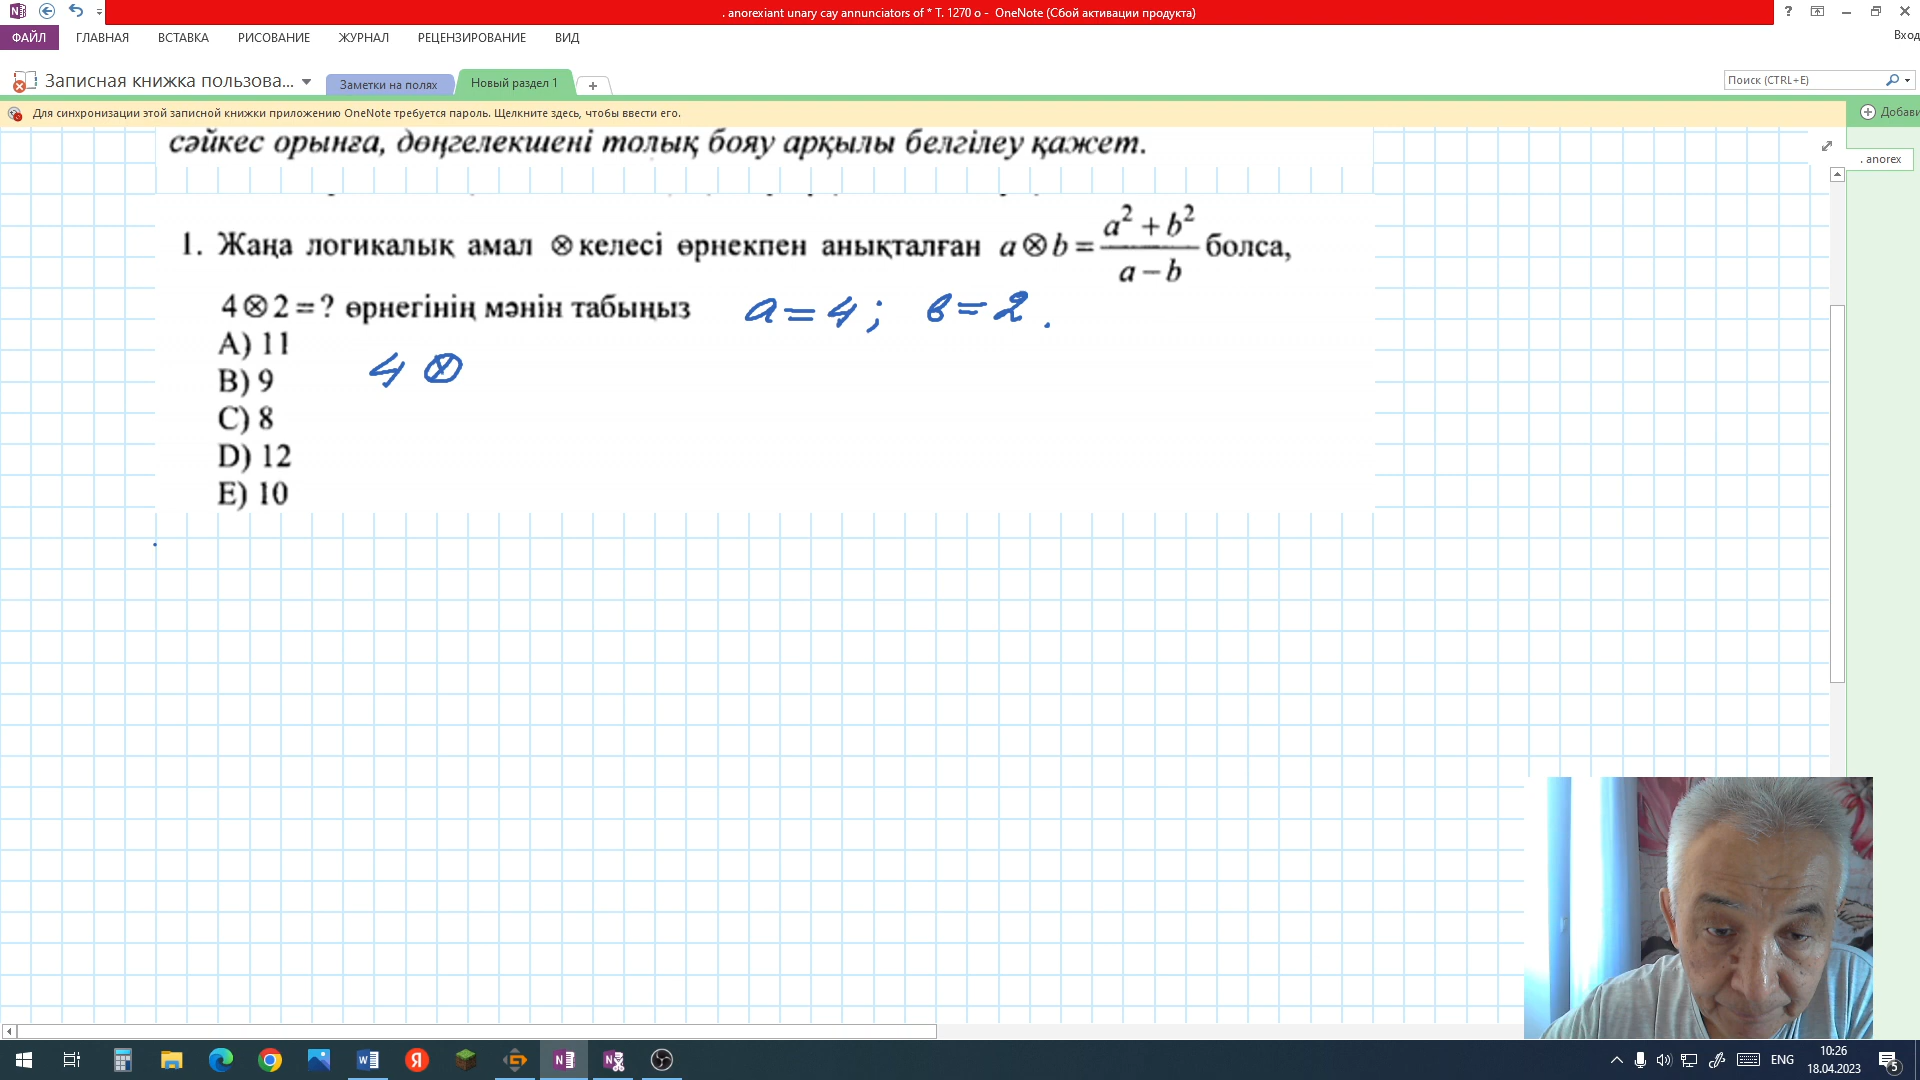 . anorexiant unary cay annunciators of * T. 1270 o - OneNote (Сбой активации продукта)
ФАЙЛ ГЛАВНАЯ ВСТАВКА РИСОВАНИЕ ЖУРНАЛ РЕЦЕНЗИРОВАНИЕ ВИД
Вход
Записная книжка пользова...
Заметки на полях
Новый раздел 1
Поиск (CTRL+E)
Для синхронизации этой записной книжки приложению OneNote требуется пароль. Щелкните здесь, чтобы ввести его.
Добави
. anorex
сәйкес орынға, дөңгелекшені толық бояу арқылы белгілеу қажет.
1. Жаңа логикалық амал ⊗ келесі өрнекпен анықталған a⊗b = (a² + b²)/(a − b) болса,
4⊗2 = ? өрнегінің мәнін табыңыз
a = 4; в = 2.
A) 11
4 ⊗
B) 9
C) 8
D) 12
E) 10
ENG
10:26
18.04.2023
5